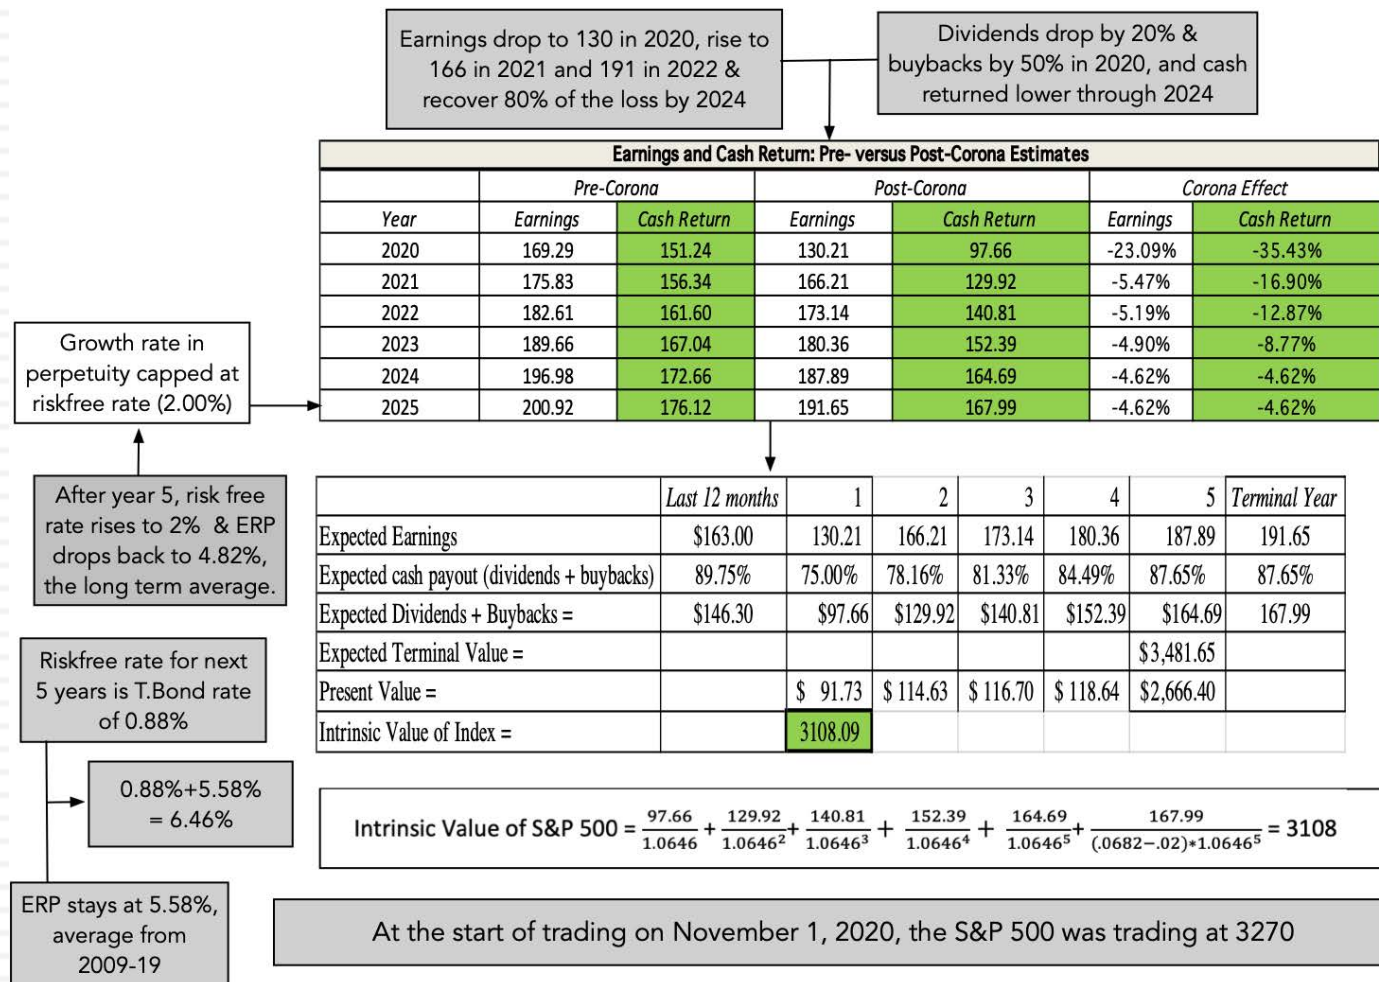 Earnings drop to 130 in 2020, rise to
166 in 2021 and 191 in 2022 &
recover 80% of the loss by 2024
Dividends drop by 20% &
buybacks by 50% in 2020, and cash
returned lower through 2024
Earnings and Cash Return: Pre- versus Post-Corona Estimates
Pre-Corona Post-Corona Corona Effect
Year Earnings Cash Return Earnings Cash Return Earnings Cash Return
2020 169.29 151.24 130.21 97.66 -23.09% -35.43%
2021 175.83 156.34 166.21 129.92 -5.47% -16.90%
2022 182.61 161.60 173.14 140.81 -5.19% -12.87%
2023 189.66 167.04 180.36 152.39 -4.90% -8.77%
2024 196.98 172.66 187.89 164.69 -4.62% -4.62%
2025 200.92 176.12 191.65 167.99 -4.62% -4.62%
Growth rate in
perpetuity capped at
riskfree rate (2.00%)
After year 5, risk free
rate rises to 2% & ERP
drops back to 4.82%,
the long term average.
Riskfree rate for next
5 years is T.Bond rate
of 0.88%
0.88%+5.58%
= 6.46%
ERP stays at 5.58%,
average from
2009-19
Last 12 months 1 2 3 4 5 Terminal Year
Expected Earnings $163.00 130.21 166.21 173.14 180.36 187.89 191.65
Expected cash payout (dividends + buybacks) 89.75% 75.00% 78.16% 81.33% 84.49% 87.65% 87.65%
Expected Dividends + Buybacks = $146.30 $97.66 $129.92 $140.81 $152.39 $164.69 167.99
Expected Terminal Value = $3,481.65
Present Value = $ 91.73 $ 114.63 $ 116.70 $ 118.64 $2,666.40
Intrinsic Value of Index = 3108.09
Intrinsic Value of S&P 500 = 97.66/1.0646 + 129.92/1.0646² + 140.81/1.0646³ + 152.39/1.0646⁴ + 164.69/1.0646⁵ + 167.99/(.0682−.02)*1.0646⁵ = 3108
At the start of trading on November 1, 2020, the S&P 500 was trading at 3270